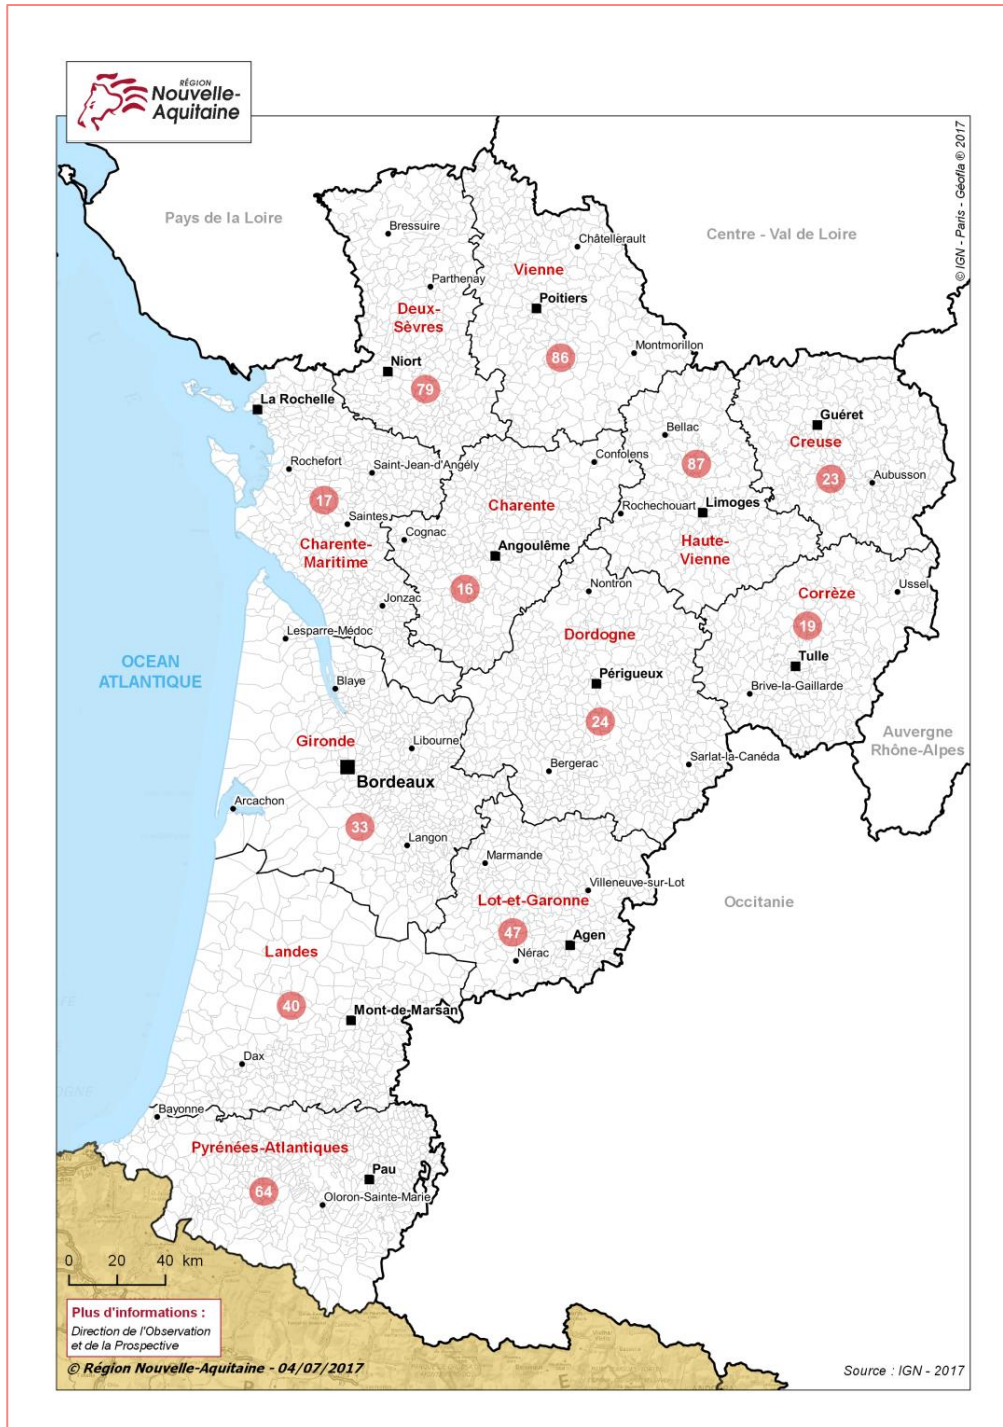 RÉGION
Nouvelle-
Aquitaine
© IGN - Paris - Géofla ® 2017
Pays de la Loire
Centre - Val de Loire
Bressuire
Châtellerault
Vienne
Parthenay
Poitiers
Deux-
Sèvres
Montmorillon
86
Niort
79
La Rochelle
Guéret
Bellac
Creuse
Rochefort
Saint-Jean-d'Angély
Confolens
87
23
Aubusson
17
Charente
Rochechouart
Limoges
Saintes
Cognac
Charente-
Maritime
Angoulême
Haute-
Vienne
16
Nontron
Corrèze
Ussel
Jonzac
19
Lesparre-Médoc
Dordogne
Tulle
OCEAN
ATLANTIQUE
Blaye
Périgueux
Brive-la-Gaillarde
24
Auvergne
Rhône-Alpes
Gironde
Libourne
Sarlat-la-Canéda
Bordeaux
Bergerac
Arcachon
33
Langon
Marmande
Villeneuve-sur-Lot
Lot-et-Garonne
Occitanie
47
Agen
Landes
Nérac
40
Mont-de-Marsan
Dax
Bayonne
Pyrénées-Atlantiques
Pau
64
Oloron-Sainte-Marie
0 20 40 km
Plus d'informations :
Direction de l'Observation
et de la Prospective
© Région Nouvelle-Aquitaine - 04/07/2017
Source : IGN - 2017